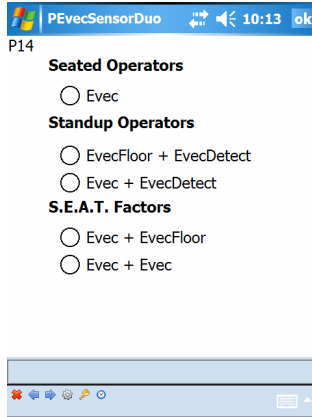 PEvecSensorDuo 10:13 ok
P14
Seated Operators
Evec
Standup Operators
EvecFloor + EvecDetect
Evec + EvecDetect
S.E.A.T. Factors
Evec + EvecFloor
Evec + Evec